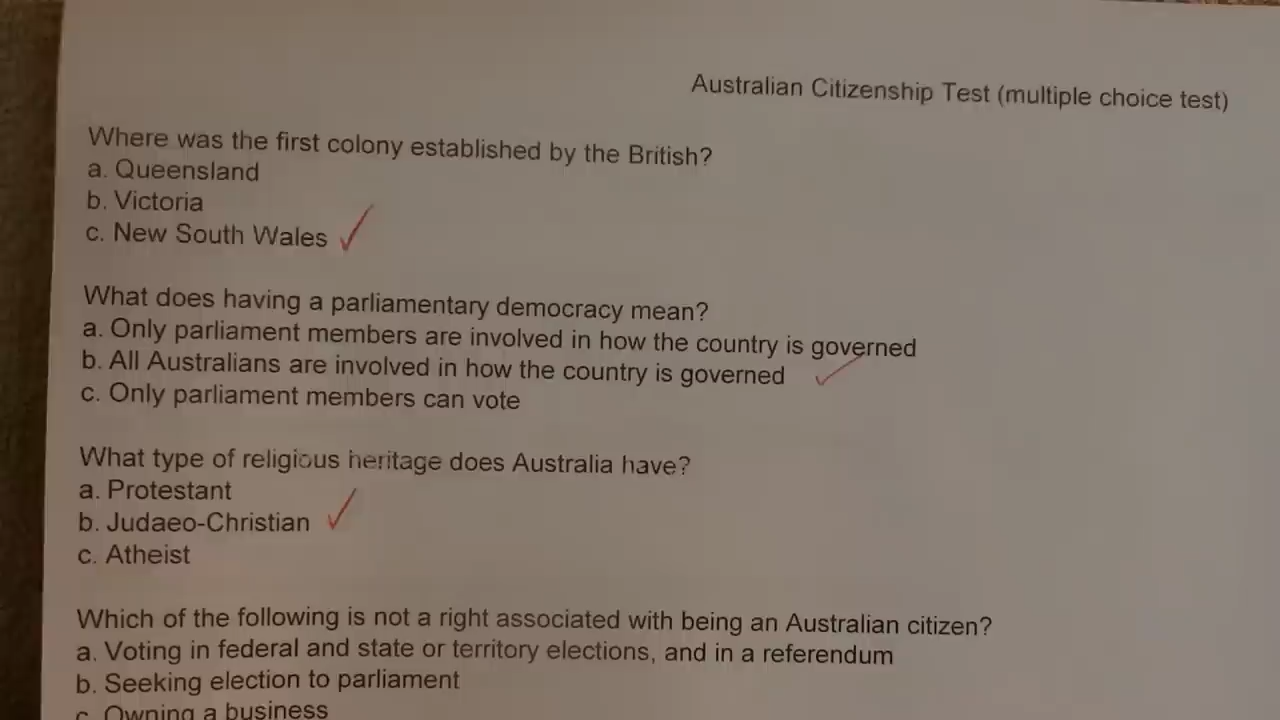 Australian Citizenship Test (multiple choice test)
Where was the first colony established by the British?
a. Queensland
b. Victoria
c. New South Wales
What does having a parliamentary democracy mean?
a. Only parliament members are involved in how the country is governed
b. All Australians are involved in how the country is governed
c. Only parliament members can vote
What type of religious heritage does Australia have?
a. Protestant
b. Judaeo-Christian
c. Atheist
Which of the following is not a right associated with being an Australian citizen?
a. Voting in federal and state or territory elections, and in a referendum
b. Seeking election to parliament
c. Owning a business